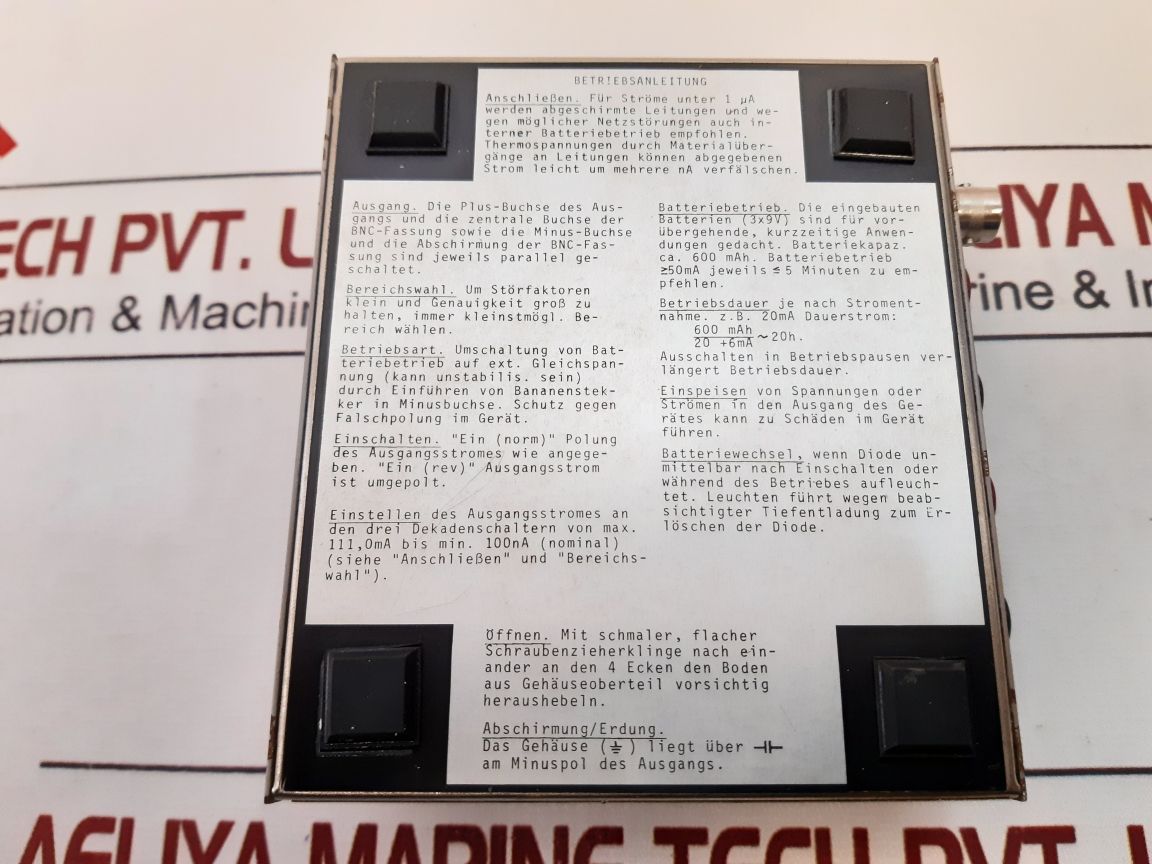 BETRIEBSANLEITUNG
Anschließen. Für Ströme unter 1 µA
werden abgeschirmte Leitungen und we-
gen möglicher Netzstörungen auch in-
terner Batteriebetrieb empfohlen.
Thermospannungen durch Materialüber-
gänge an Leitungen können abgegebenen
Strom leicht um mehrere nA verfälschen.
Ausgang. Die Plus-Buchse des Aus-
gangs und die zentrale Buchse der
BNC-Fassung sowie die Minus-Buchse
und die Abschirmung der BNC-Fas-
sung sind jeweils parallel ge-
schaltet.
Bereichswahl. Um Störfaktoren
klein und Genauigkeit groß zu
halten, immer kleinstmögl. Be-
reich wählen.
Betriebsart. Umschaltung von Bat-
teriebetrieb auf ext. Gleichspan-
nung (kann unstabilis. sein)
durch Einführen von Bananenstek-
ker in Minusbuchse. Schutz gegen
Falschpolung im Gerät.
Einschalten. "Ein (norm)" Polung
des Ausgangsstromes wie angege-
ben. "Ein (rev)" Ausgangsstrom
ist umgepolt.
Einstellen des Ausgangsstromes an
den drei Dekadenschaltern von max.
111,0mA bis min. 100nA (nominal)
(siehe "Anschließen" und "Bereichs-
wahl").
Batteriebetrieb. Die eingebauten
Batterien (3x9V) sind für vor-
übergehende, kurzzeitige Anwen-
dungen gedacht. Batteriekapaz.
ca. 600 mAh. Batteriebetrieb
≥50mA jeweils ≤ 5 Minuten zu em-
pfehlen.
Betriebsdauer je nach Stroment-
nahme. z.B. 20mA Dauerstrom:
600 mAh
20 +6mA ~20h.
Ausschalten in Betriebspausen ver-
längert Betriebsdauer.
Einspeisen von Spannungen oder
Strömen in den Ausgang des Ge-
rätes kann zu Schäden im Gerät
führen.
Batteriewechsel, wenn Diode un-
mittelbar nach Einschalten oder
während des Betriebes aufleuch-
tet. Leuchten führt wegen beab-
sichtigter Tiefentladung zum Er-
löschen der Diode.
Öffnen. Mit schmaler, flacher
Schraubenzieherklinge nach ein-
ander an den 4 Ecken den Boden
aus Gehäuseoberteil vorsichtig
heraushebeln.
Abschirmung/Erdung.
Das Gehäuse (⏚) liegt über ⊣⊢
am Minuspol des Ausgangs.
TECH PVT.
ation & Machi
LIYA M
rine & In
AELIYA MARINE TECH PVT.